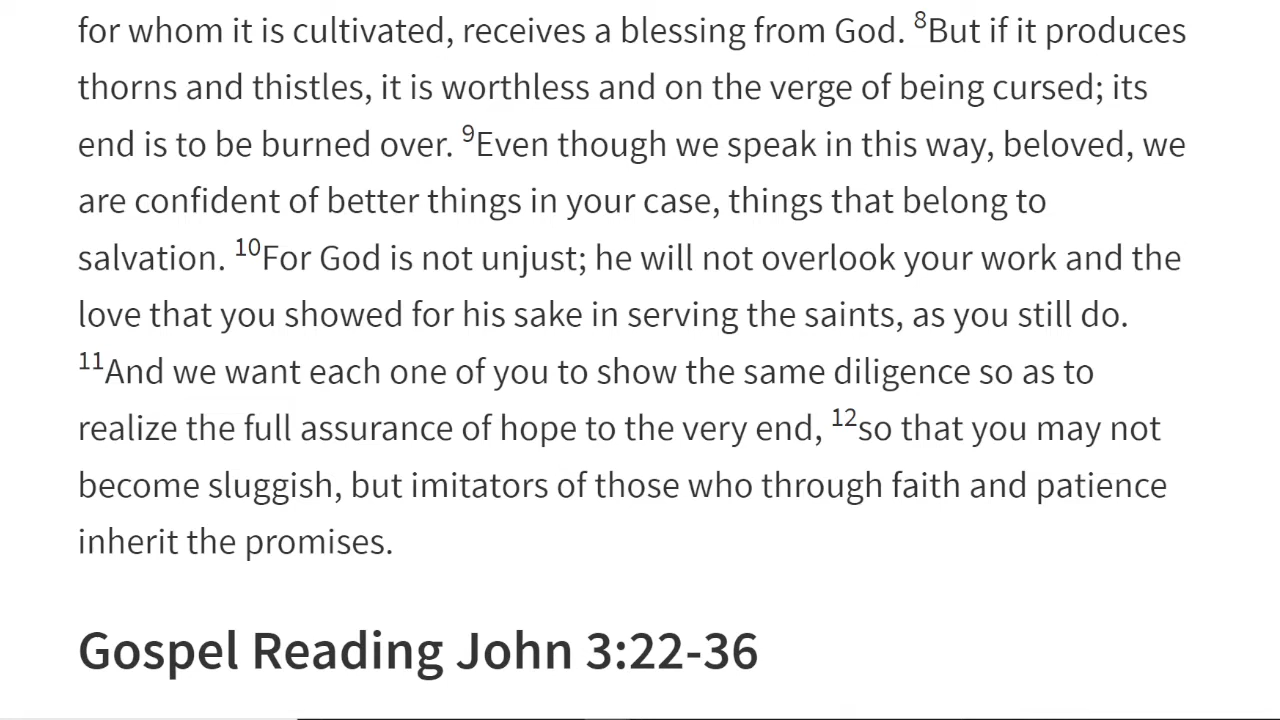 for whom it is cultivated, receives a blessing from God. 8But if it produces
thorns and thistles, it is worthless and on the verge of being cursed; its
end is to be burned over. 9Even though we speak in this way, beloved, we
are confident of better things in your case, things that belong to
salvation. 10For God is not unjust; he will not overlook your work and the
love that you showed for his sake in serving the saints, as you still do.
11And we want each one of you to show the same diligence so as to
realize the full assurance of hope to the very end, 12so that you may not
become sluggish, but imitators of those who through faith and patience
inherit the promises.
Gospel Reading John 3:22-36